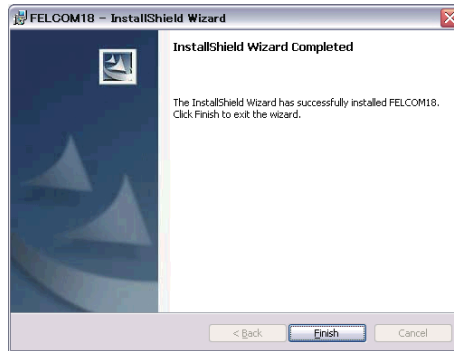 FELCOM18 - InstallShield Wizard
InstallShield Wizard Completed
The InstallShield Wizard has successfully installed FELCOM18.
Click Finish to exit the wizard.
< Back
Finish
Cancel